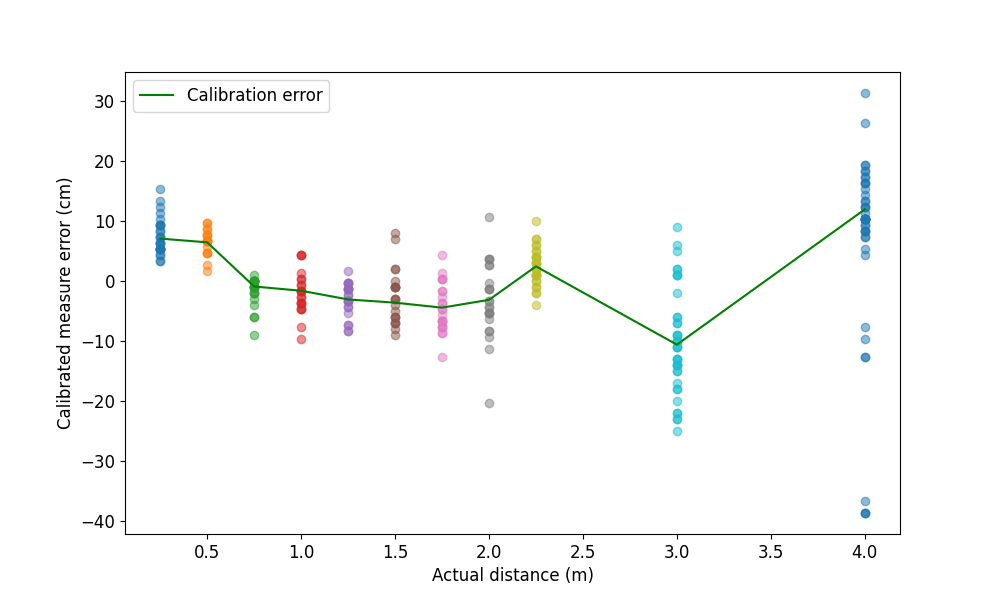 Calibration error
Calibrated measure error (cm)
30
20
10
0
−10
−20
−30
−40
0.5 1.0 1.5 2.0 2.5 3.0 3.5 4.0
Actual distance (m)